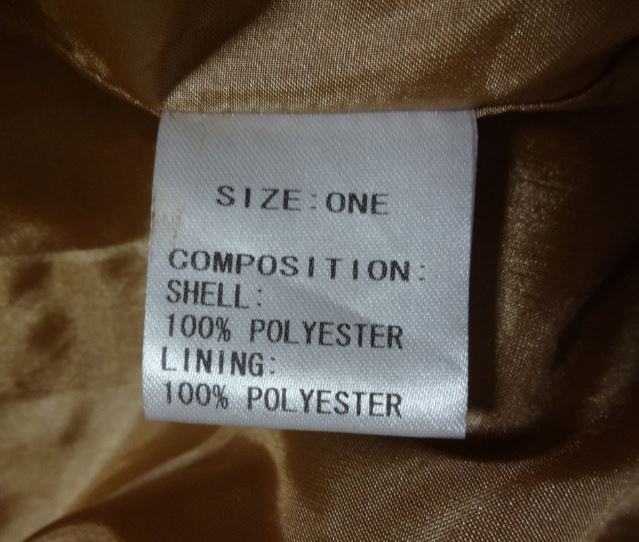 SIZE:ONE
COMPOSITION:
SHELL:
100% POLYESTER
LINING:
100% POLYESTER